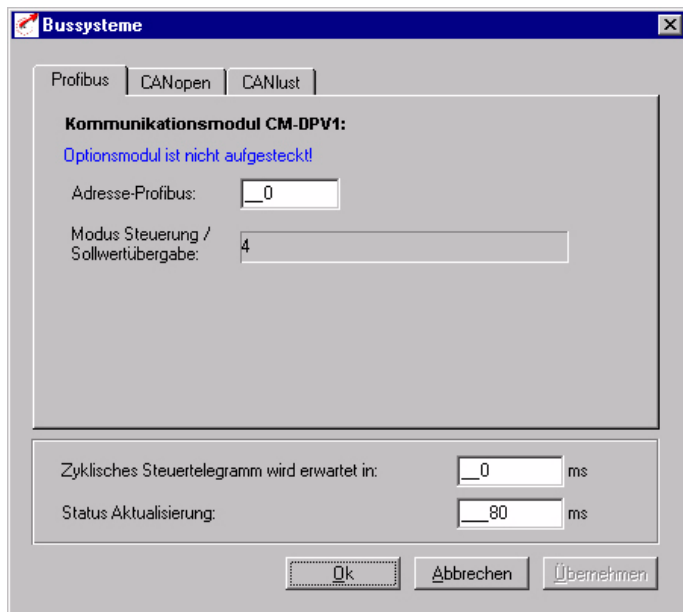 Bussysteme
Profibus CANopen CANlust
Kommunikationsmodul CM-DPV1:
Optionsmodul ist nicht aufgesteckt!
Adresse-Profibus: __0
Modus Steuerung /
Sollwertübergabe: 4
Zyklisches Steuertelegramm wird erwartet in: __0 ms
Status Aktualisierung: ___80 ms
Ok Abbrechen Übernehmen